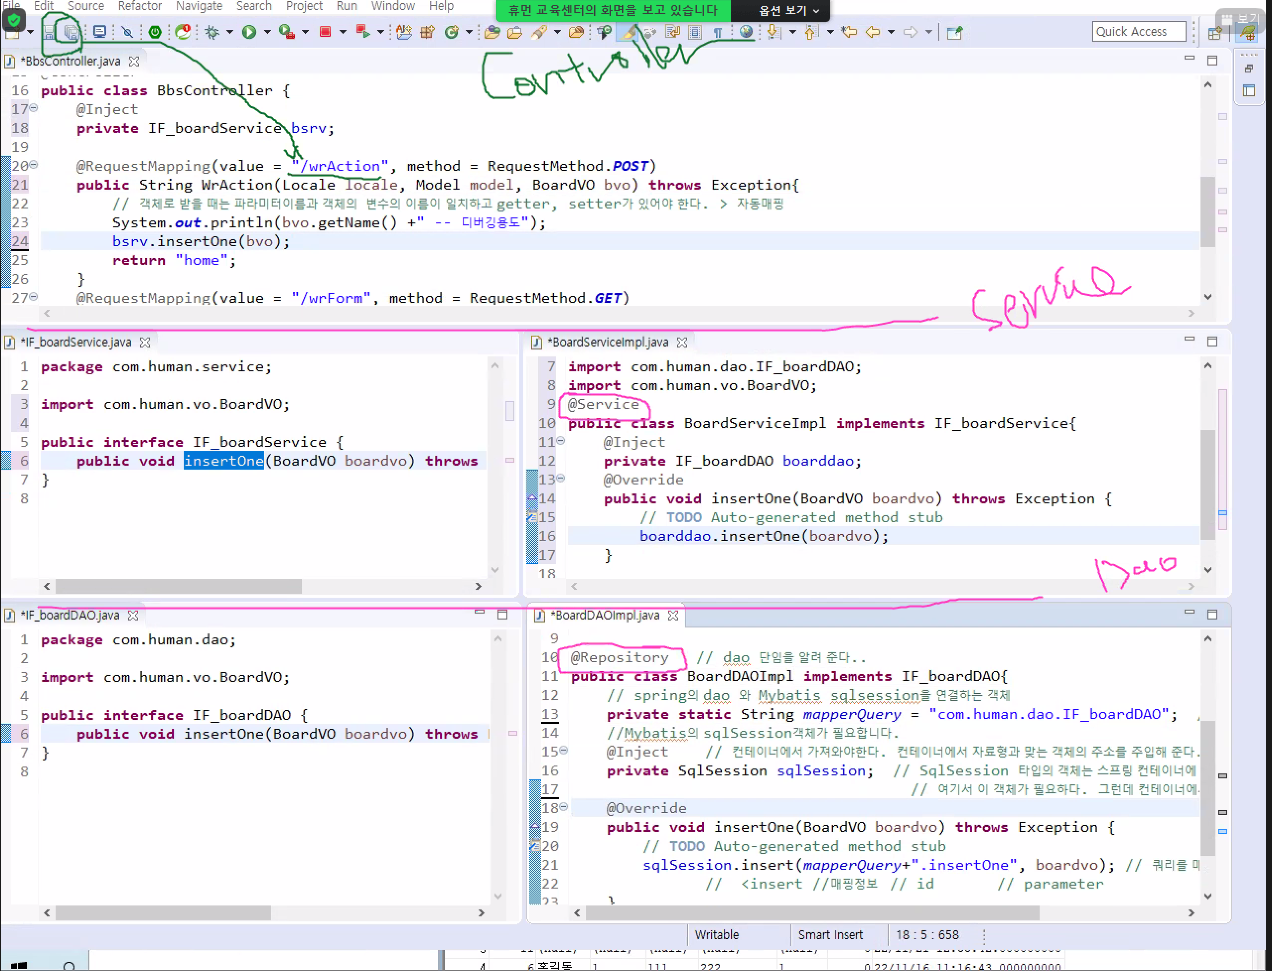 File Edit Source Refactor Navigate Search Project Run Window Help
휴먼 교육센터의 화면을 보고 있습니다 옵션 보기
보기
Quick Access
Controller
*BbsController.java
16 public class BbsController {
17 @Inject
18 private IF_boardService bsrv;
19
20 @RequestMapping(value = "/wrAction", method = RequestMethod.POST)
21 public String WrAction(Locale locale, Model model, BoardVO bvo) throws Exception{
22 // 객체로 받을 때는 파라미터이름과 객체의 변수의 이름이 일치하고 getter, setter가 있어야 한다. > 자동매핑
23 System.out.println(bvo.getName() +" -- 디버깅용도");
24 bsrv.insertOne(bvo);
25 return "home";
26 }
27 @RequestMapping(value = "/wrForm", method = RequestMethod.GET)
Service
*IF_boardService.java
1 package com.human.service;
2
3 import com.human.vo.BoardVO;
4
5 public interface IF_boardService {
6 public void insertOne(BoardVO boardvo) throws
7 }
8
*BoardServiceImpl.java
7 import com.human.dao.IF_boardDAO;
8 import com.human.vo.BoardVO;
9 @Service
10 public class BoardServiceImpl implements IF_boardService{
11 @Inject
12 private IF_boardDAO boarddao;
13 @Override
14 public void insertOne(BoardVO boardvo) throws Exception {
15 // TODO Auto-generated method stub
16 boarddao.insertOne(boardvo);
17 }
18
Dao
*IF_boardDAO.java
1 package com.human.dao;
2
3 import com.human.vo.BoardVO;
4
5 public interface IF_boardDAO {
6 public void insertOne(BoardVO boardvo) throws
7 }
8
*BoardDAOImpl.java
9
10 @Repository // dao 단임을 알려 준다..
11 public class BoardDAOImpl implements IF_boardDAO{
12 // spring의 dao 와 Mybatis sqlsession을 연결하는 객체
13 private static String mapperQuery = "com.human.dao.IF_boardDAO"; /
14 //Mybatis의 sqlSession객체가 필요합니다.
15 @Inject // 컨테이너에서 가져와야한다. 컨테이너에서 자료형과 맞는 객체의 주소를 주입해 준다.
16 private SqlSession sqlSession; // SqlSession 타입의 객체는 스프링 컨테이너에
17 // 여기서 이 객체가 필요하다. 그런데 컨테이너에서
18 @Override
19 public void insertOne(BoardVO boardvo) throws Exception {
20 // TODO Auto-generated method stub
21 sqlSession.insert(mapperQuery+".insertOne", boardvo); // 쿼리를 매
22 // <insert //매핑정보 // id // parameter
23 }
Writable Smart Insert 18 : 5 : 658
4 6 홍길동 1 111 222 1 0 22/11/16 11:16:43.000000000